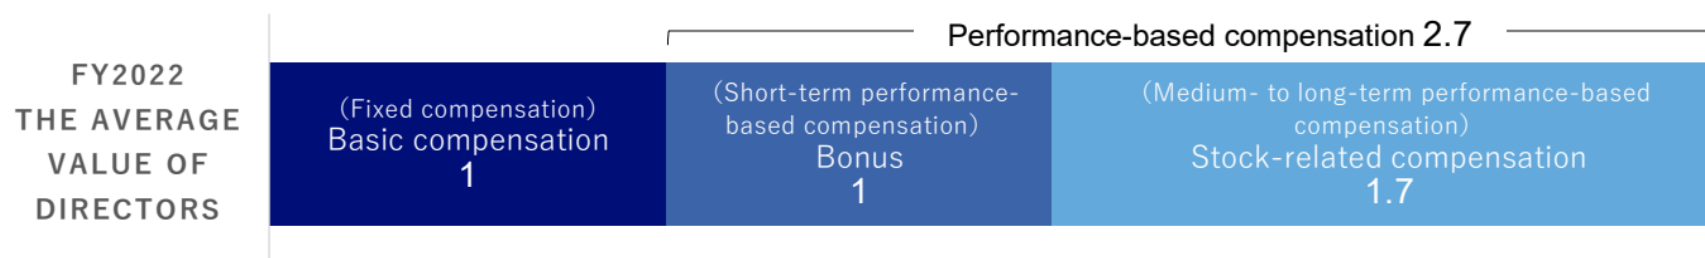 FY2022
THE AVERAGE
VALUE OF
DIRECTORS
Performance-based compensation 2.7
(Fixed compensation)
Basic compensation
1
(Short-term performance-
based compensation)
Bonus
1
(Medium- to long-term performance-based
compensation)
Stock-related compensation
1.7